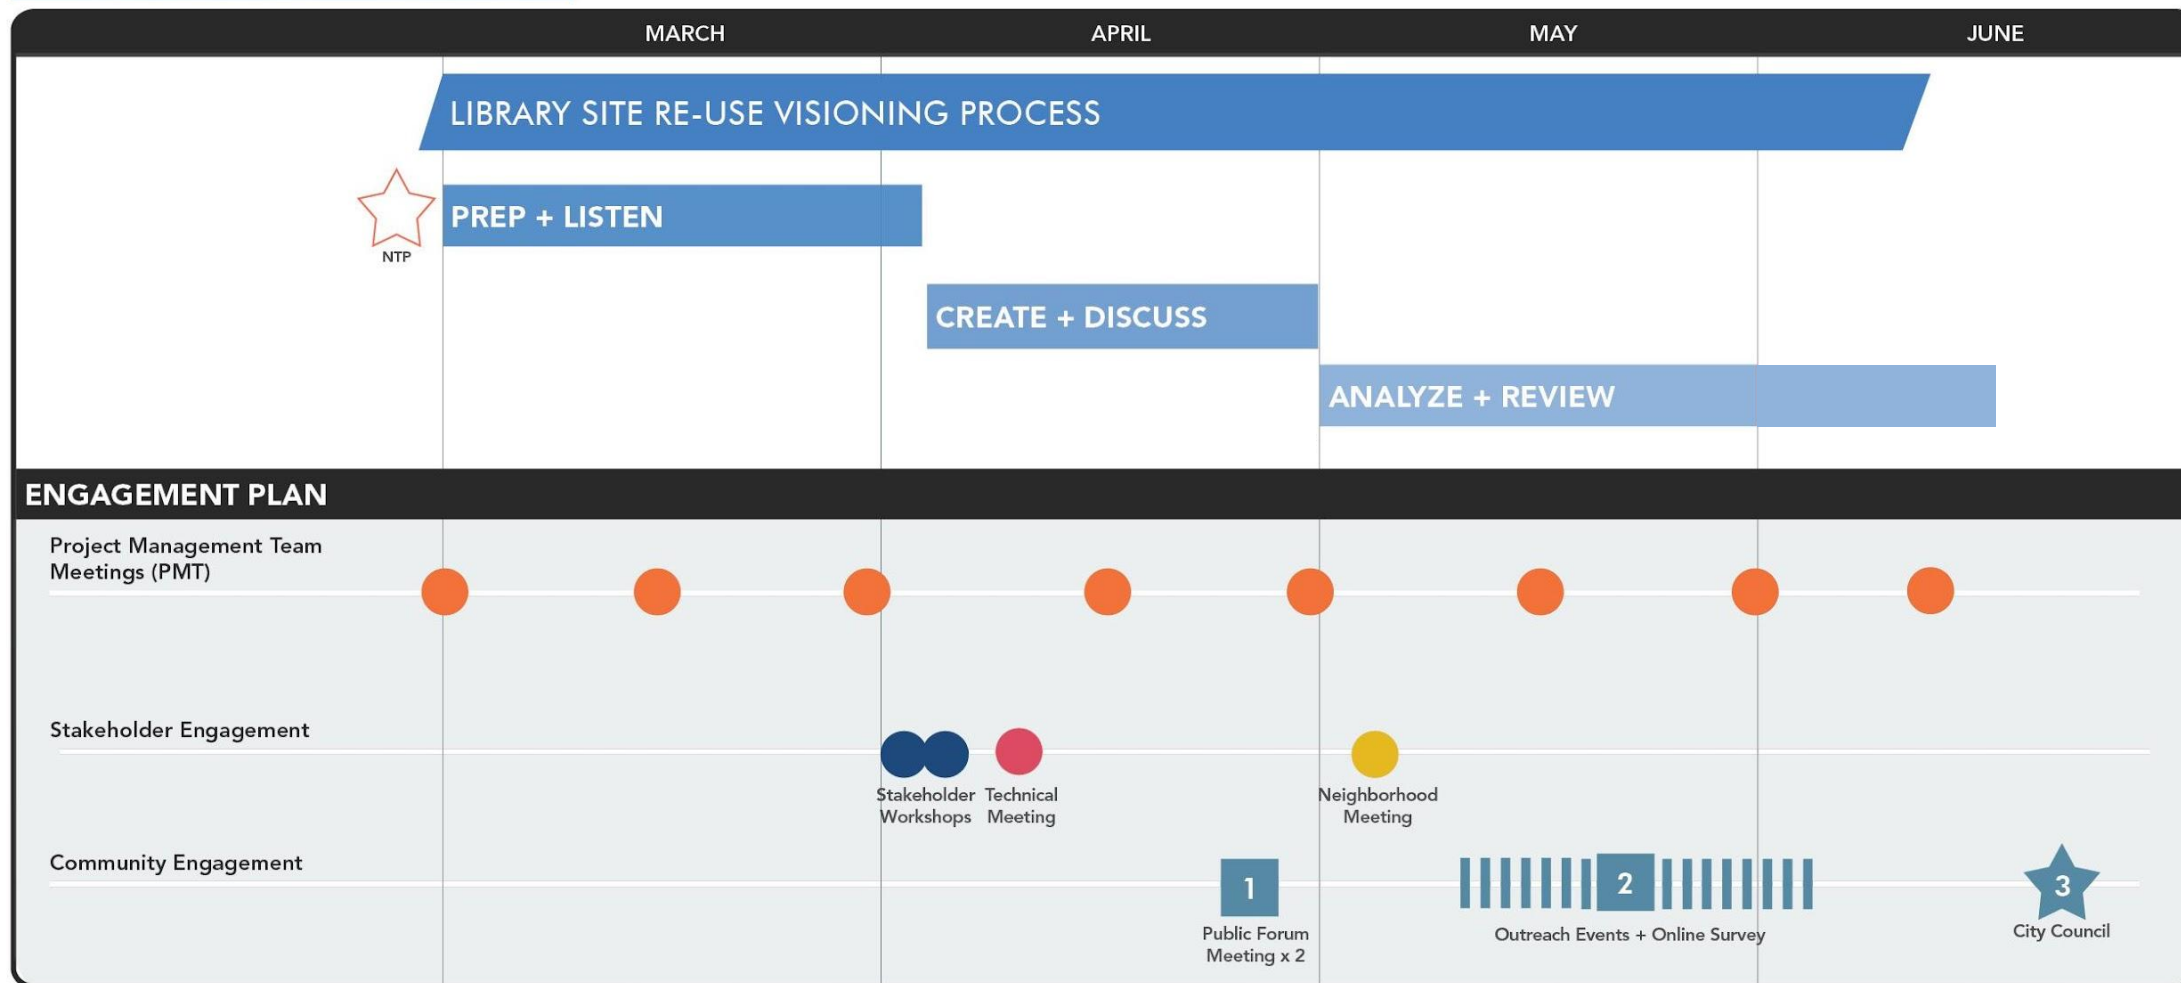 MARCH APRIL MAY JUNE
LIBRARY SITE RE-USE VISIONING PROCESS
PREP + LISTEN
NTP
CREATE + DISCUSS
ANALYZE + REVIEW
ENGAGEMENT PLAN
Project Management Team
Meetings (PMT)
Stakeholder Engagement
Stakeholder
Workshops
Technical
Meeting
Neighborhood
Meeting
Community Engagement
1
Public Forum
Meeting x 2
2
Outreach Events + Online Survey
3
City Council